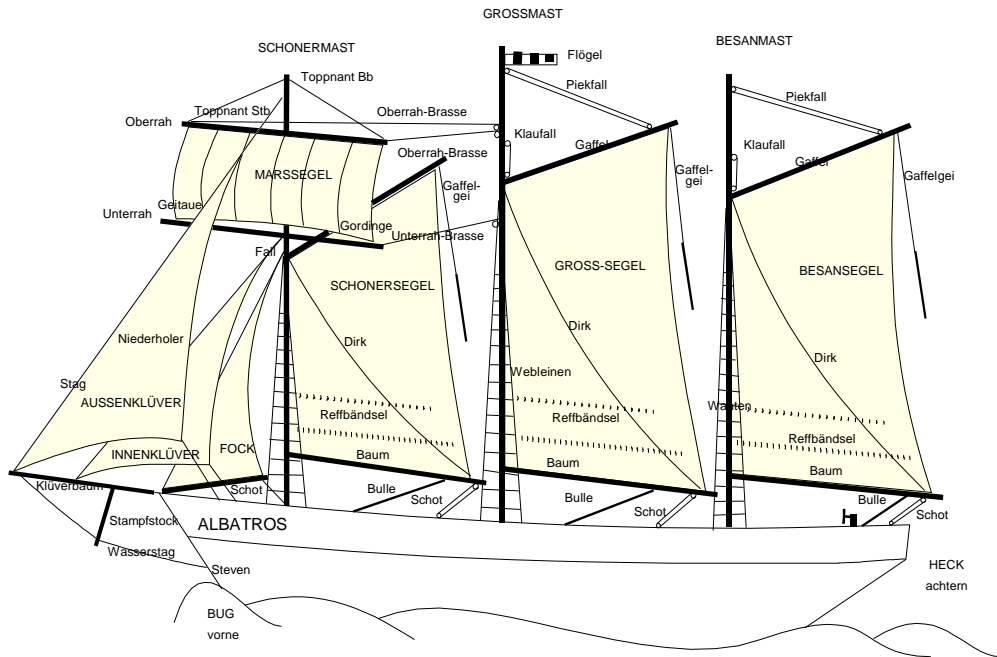 GROSSMAST
SCHONERMAST
BESANMAST
Flögel
Toppnant Bb
Piekfall
Piekfall
Toppnant Stb
Oberrah-Brasse
Oberrah
Klaufall
Gaffel
Klaufall
Oberrah-Brasse
Gaffel
MARSSEGEL
Gaffel-
gei
Gaffel-
gei
Gaffelgei
Geitaue
Unterrah
Gordinge
Unterrah-Brasse
Fall
GROSS-SEGEL
BESANSEGEL
SCHONERSEGEL
Dirk
Niederholer
Dirk
Dirk
Webleinen
Stag
AUSSENKLÜVER
Wanten
Reffbändsel
Reffbändsel
Reffbändsel
INNENKLÜVER
FOCK
Baum
Baum
Baum
Klüverbaum
Schot
Bulle
Schot
Bulle
Schot
Bulle
Schot
Stampfstock
ALBATROS
Wasserstag
Steven
HECK
achtern
BUG
vorne